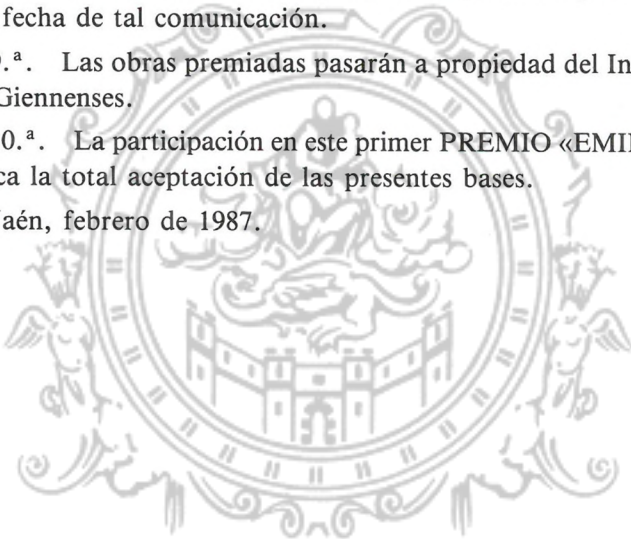 fecha de tal comunicación.
.ª. Las obras premiadas pasarán a propiedad del In
Giennenses.
0.ª. La participación en este primer PREMIO «EMI
ca la total aceptación de las presentes bases.
aén, febrero de 1987.